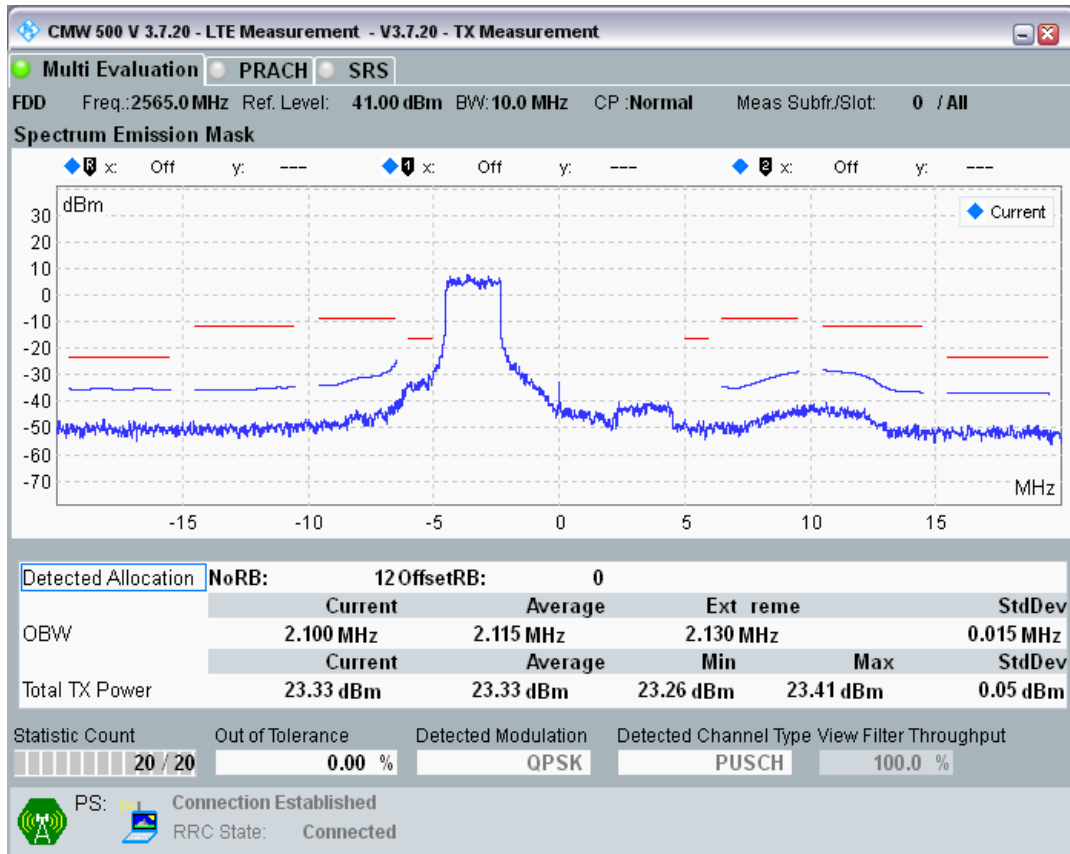 CMW 500 V 3.7.20 - LTE Measurement - V3.7.20 - TX Measurement
Multi Evaluation PRACH SRS
FDD Freq.:2565.0 MHz Ref. Level: 41.00 dBm BW:10.0 MHz CP :Normal Meas Subfr./Slot: 0 / All
Spectrum Emission Mask
R x: Off y: --- 1 x: Off y: --- 2 x: Off y: ---
dBm
Current
30
20
10
0
-10
-20
-30
-40
-50
-60
-70
MHz
-15 -10 -5 0 5 10 15
Detected Allocation NoRB: 12 OffsetRB: 0
Current Average Ext reme StdDev
OBW 2.100 MHz 2.115 MHz 2.130 MHz 0.015 MHz
Current Average Min Max StdDev
Total TX Power 23.33 dBm 23.33 dBm 23.26 dBm 23.41 dBm 0.05 dBm
Statistic Count Out of Tolerance Detected Modulation Detected Channel Type View Filter Throughput
20 / 20 0.00 % QPSK PUSCH 100.0 %
PS: Connection Established
RRC State: Connected